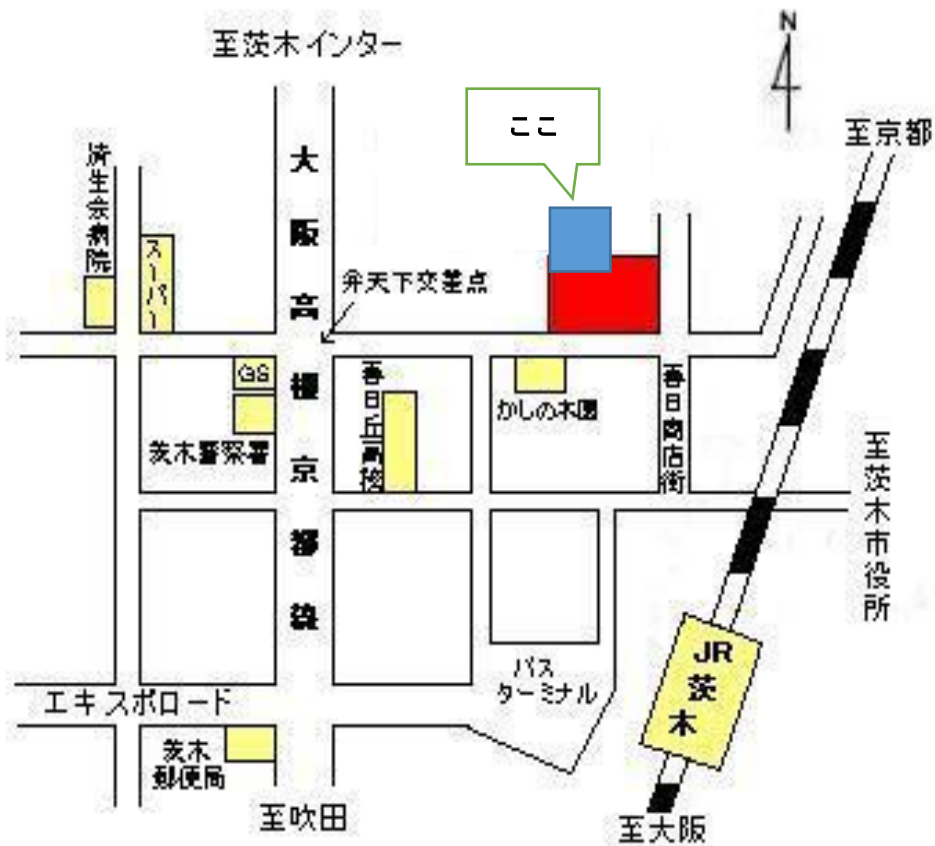 至茨木インター
N
ここ
至京都
済生会病院
スーパー
大阪高槻京都線
弁天下交差点
GS
茨木警察署
春日丘高校
かしの木園
春日商店街
至茨木市役所
JR茨木
バス
ターミナル
エキスポロード
茨木
郵便局
至吹田
至大阪